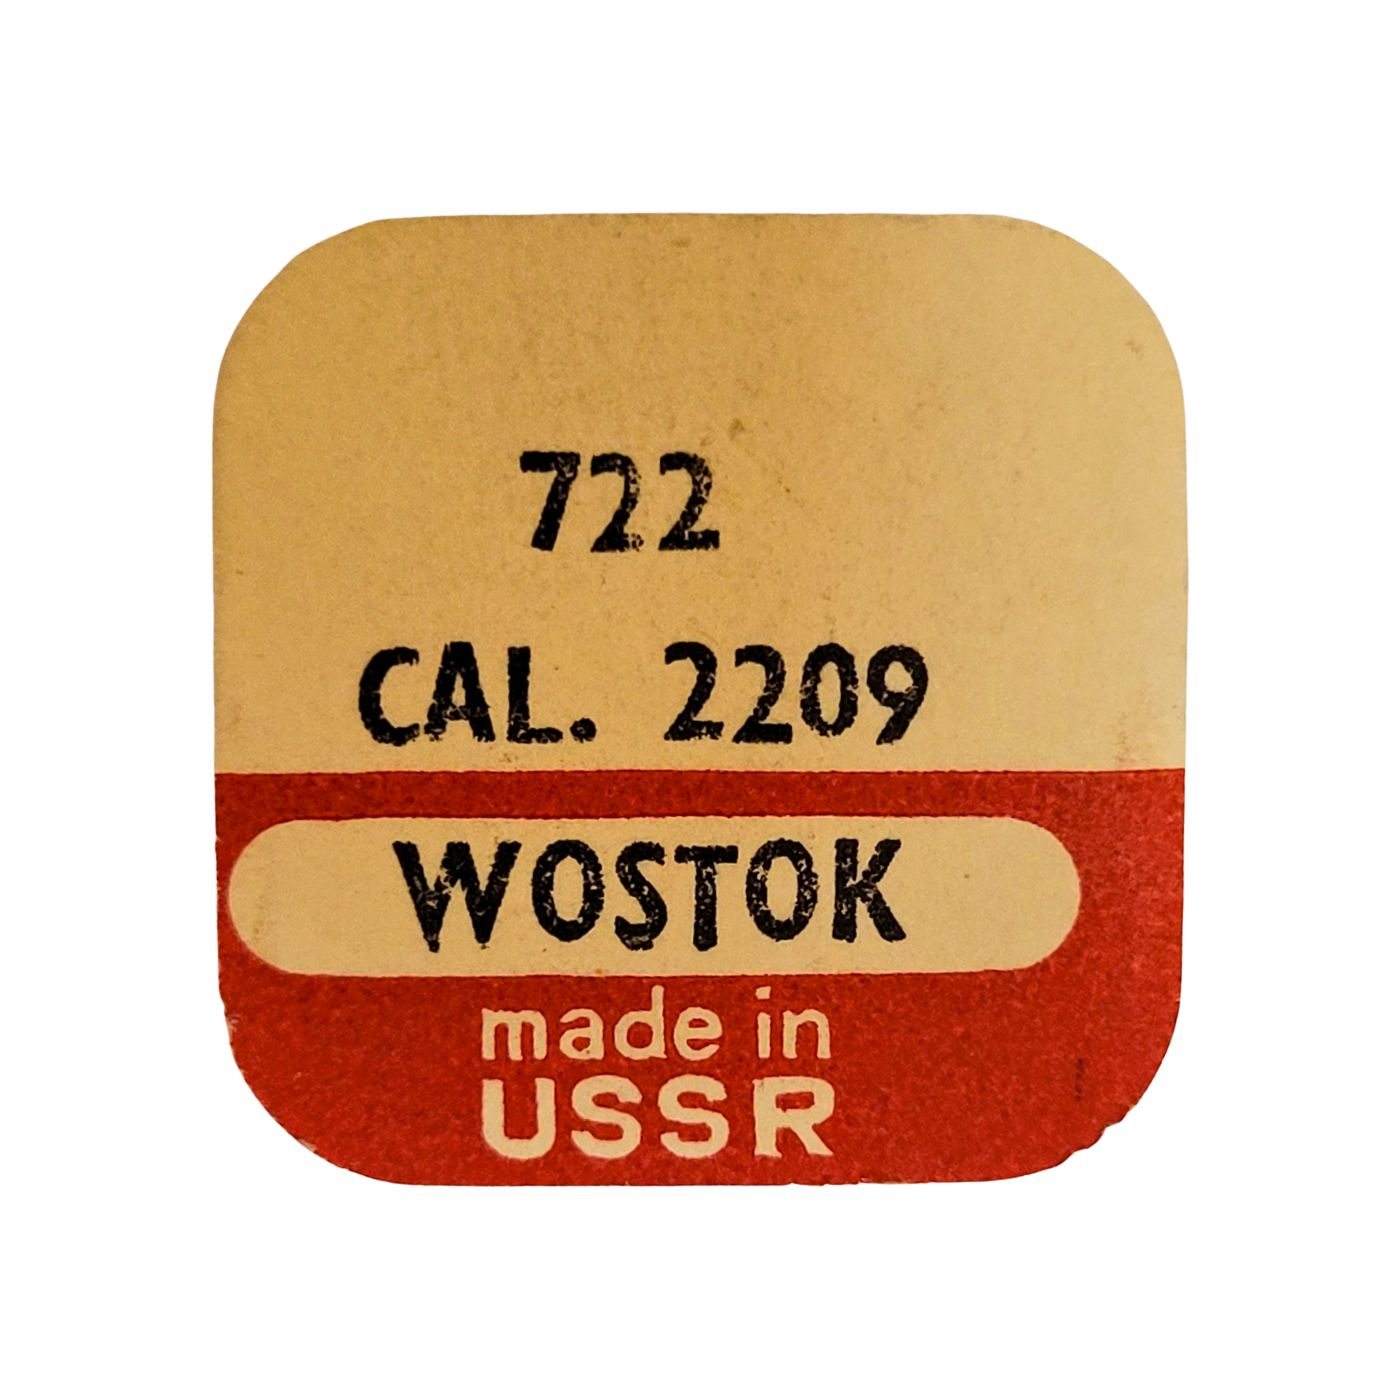 722
CAL. 2209
WOSTOK
made in
USSR